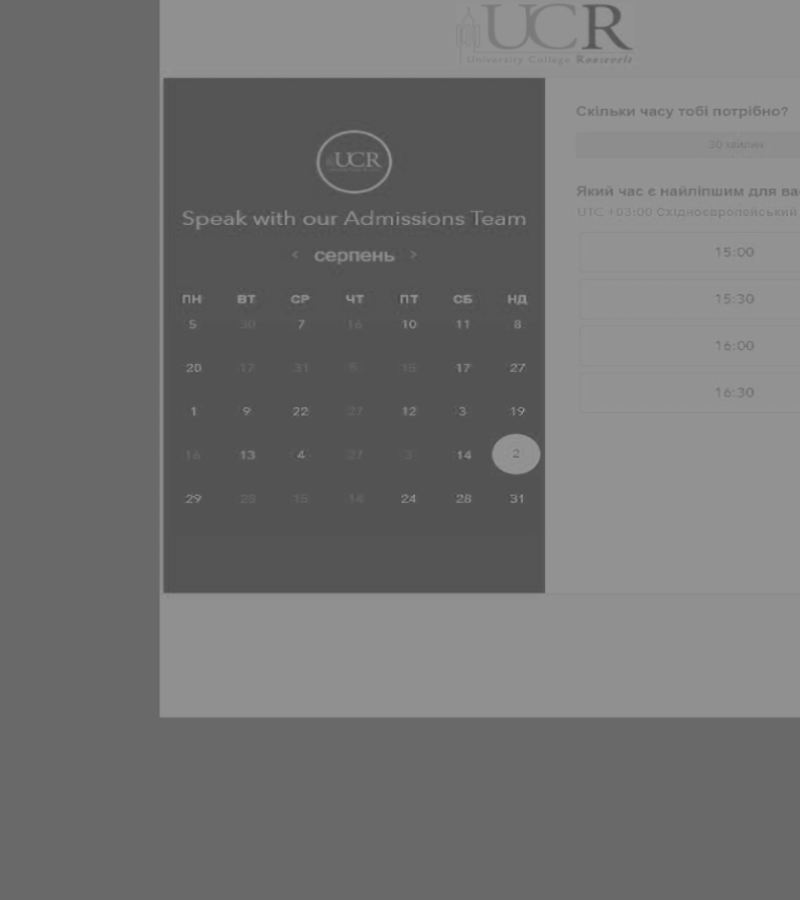 UCR
University College Roosevelt
UCR
Speak with our Admissions Team
< серпень >
ПН ВТ СР ЧТ ПТ СБ НД
5 30 7 16 10 11 8
20 17 31 15 17 27
1 9 22 27 12 3 19
16 13 4 27 3 14 2
29 28 15 14 24 28 31
Скільки часу тобі потрібно?
30 хвилин
Який час є найліпшим для ва
UTC +03:00 Східноєвропейський
15:00
15:30
16:00
16:30